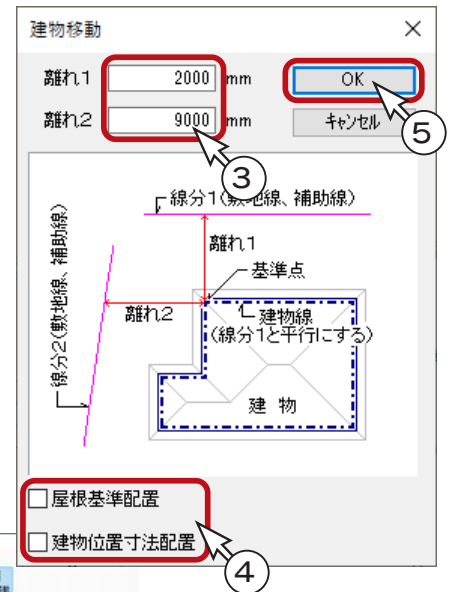 建物移動
離れ1 2000 mm OK
離れ2 9000 mm キャンセル
③
⑤
線分1(敷地線、補助線)
離れ1
基準点
線分2(敷地線、補助線)
離れ2
建物線
(線分1と平行にする)
建 物
屋根基準配置
建物位置寸法配置
④